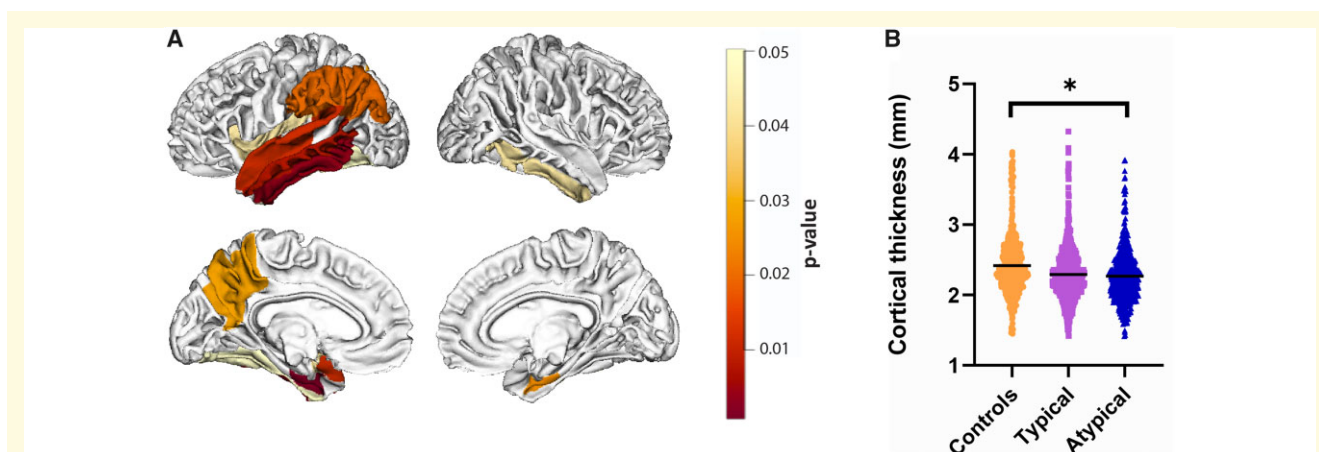 A
0.05
0.04
0.03
0.02
0.01
p-value
B
*
Cortical thickness (mm)
5
4
3
2
1
Controls
Typical
Atypical